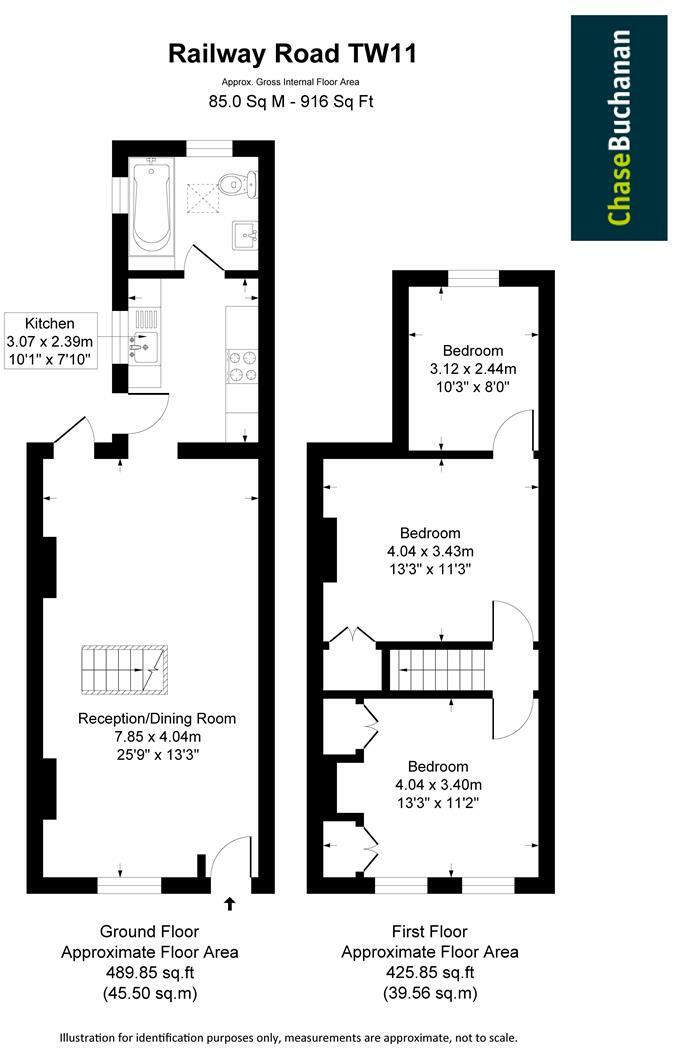 Railway Road TW11
Approx. Gross Internal Floor Area
85.0 Sq M - 916 Sq Ft
ChaseBuchanan
Kitchen
3.07 x 2.39m
10'1" x 7'10"
Bedroom
3.12 x 2.44m
10'3" x 8'0"
Bedroom
4.04 x 3.43m
13'3" x 11'3"
Reception/Dining Room
7.85 x 4.04m
25'9" x 13'3"
Bedroom
4.04 x 3.40m
13'3" x 11'2"
Ground Floor
Approximate Floor Area
489.85 sq.ft
(45.50 sq.m)
First Floor
Approximate Floor Area
425.85 sq.ft
(39.56 sq.m)
Illustration for identification purposes only, measurements are approximate, not to scale.